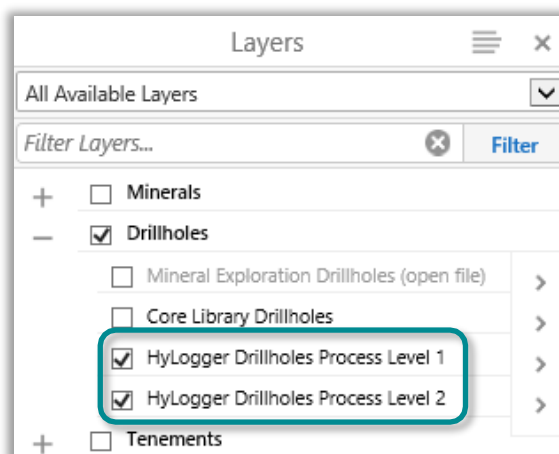 Layers
All Available Layers
Filter Layers...
Filter
Minerals
Drillholes
Mineral Exploration Drillholes (open file)
Core Library Drillholes
HyLogger Drillholes Process Level 1
HyLogger Drillholes Process Level 2
Tenements